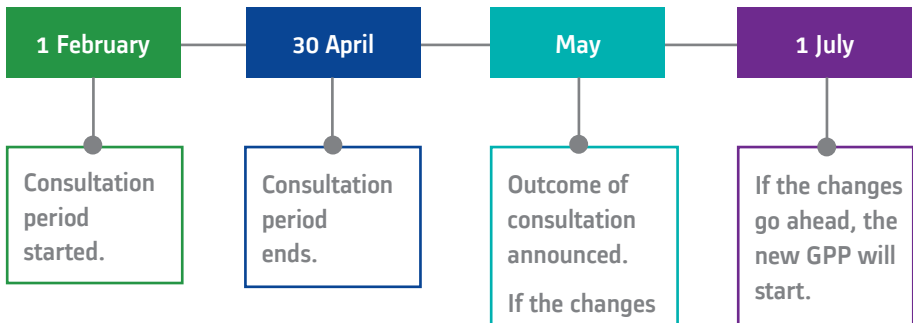 1 February
30 April
May
1 July
Consultation
period
started.
Consultation
period
ends.
Outcome of
consultation
announced.
If the changes
If the changes
go ahead, the
new GPP will
start.